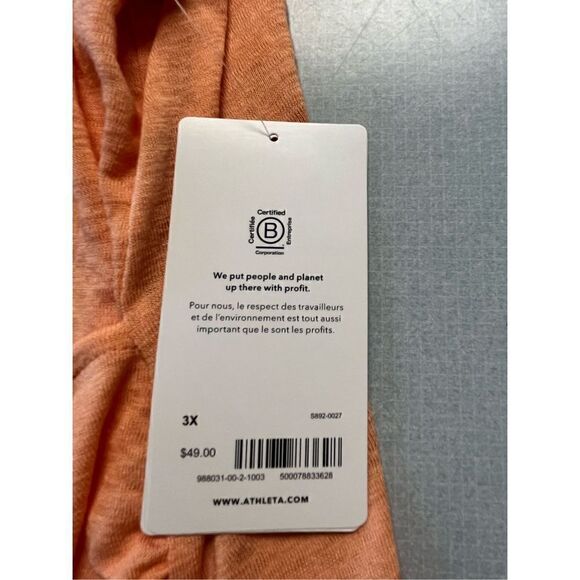 Certified
Certifiée
B
Entreprise
Corporation
We put people and planet
up there with profit.
Pour nous, le respect des travailleurs
et de l'environnement est tout aussi
important que le sont les profits.
3X
S892-0027
$49.00
988031-00-2-1003 500078833628
WWW.ATHLETA.COM